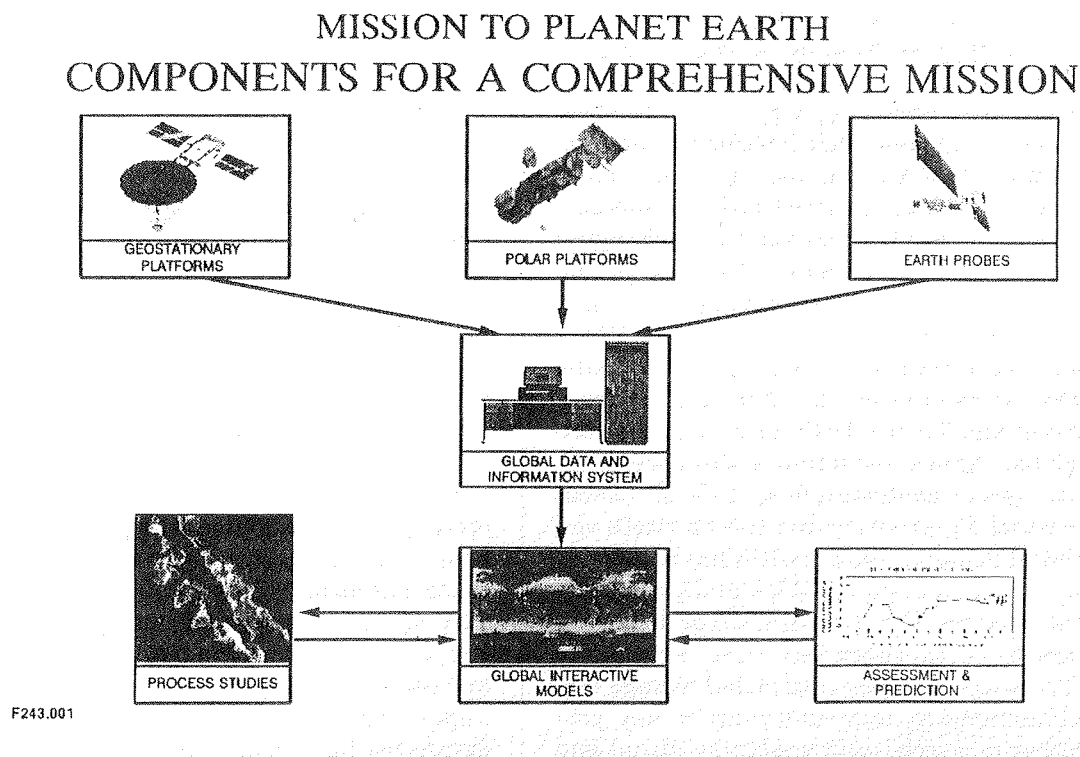 MISSION TO PLANET EARTH
COMPONENTS FOR A COMPREHENSIVE MISSION
GEOSTATIONARY
PLATFORMS
POLAR PLATFORMS
EARTH PROBES
GLOBAL DATA AND
INFORMATION SYSTEM
PROCESS STUDIES
GLOBAL INTERACTIVE
MODELS
ASSESSMENT &
PREDICTION
F243.001